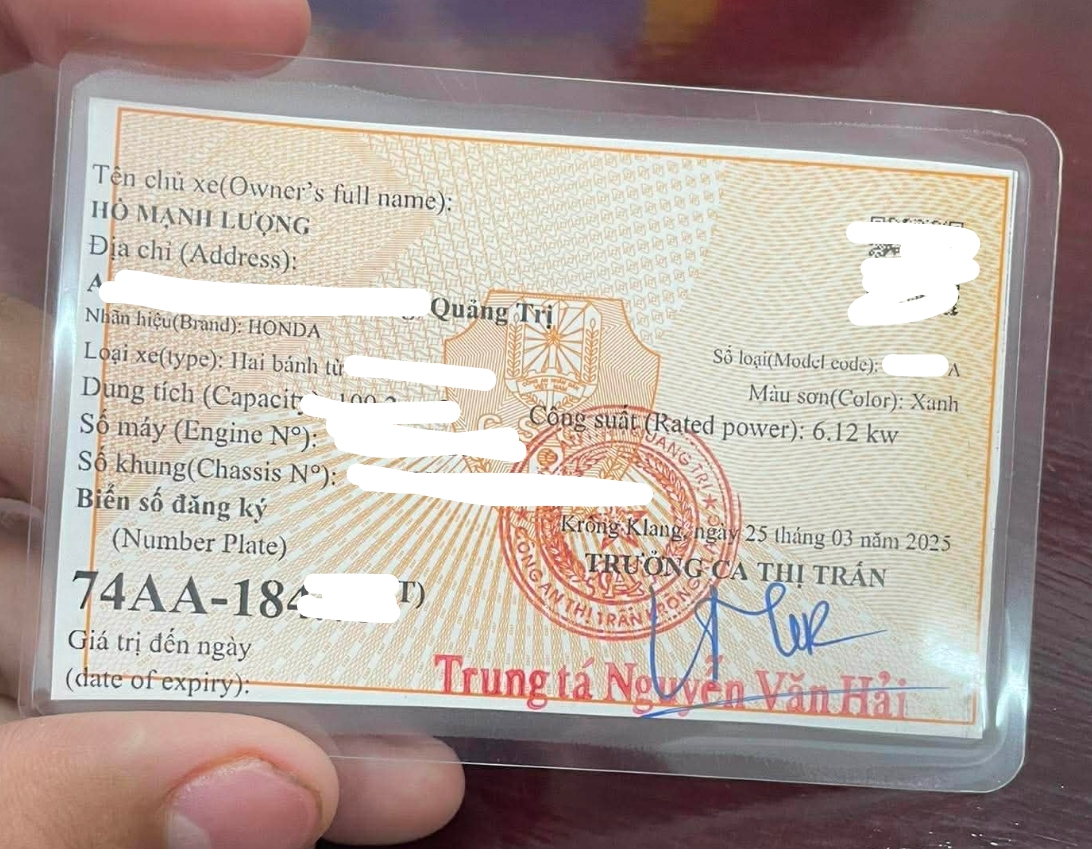 Tên chủ xe(Owner's full name):
HỒ MẠNH LƯỢNG
Địa chỉ (Address):
Quảng Trị
Nhãn hiệu(Brand): HONDA
Số loại(Model code): A
Loại xe(type): Hai bánh từ
Màu sơn(Color): Xanh
Dung tích (Capacity
Công suất (Rated power): 6.12 kw
Số máy (Engine N°):
Số khung(Chassis N°):
Biển số đăng ký
(Number Plate)
Krông Klang, ngày 25 tháng 03 năm 2025
TRƯỞNG CA THỊ TRẤN
74AA-184 T)
Giá trị đến ngày
(date of expiry):
Trung tá Nguyễn Văn Hải